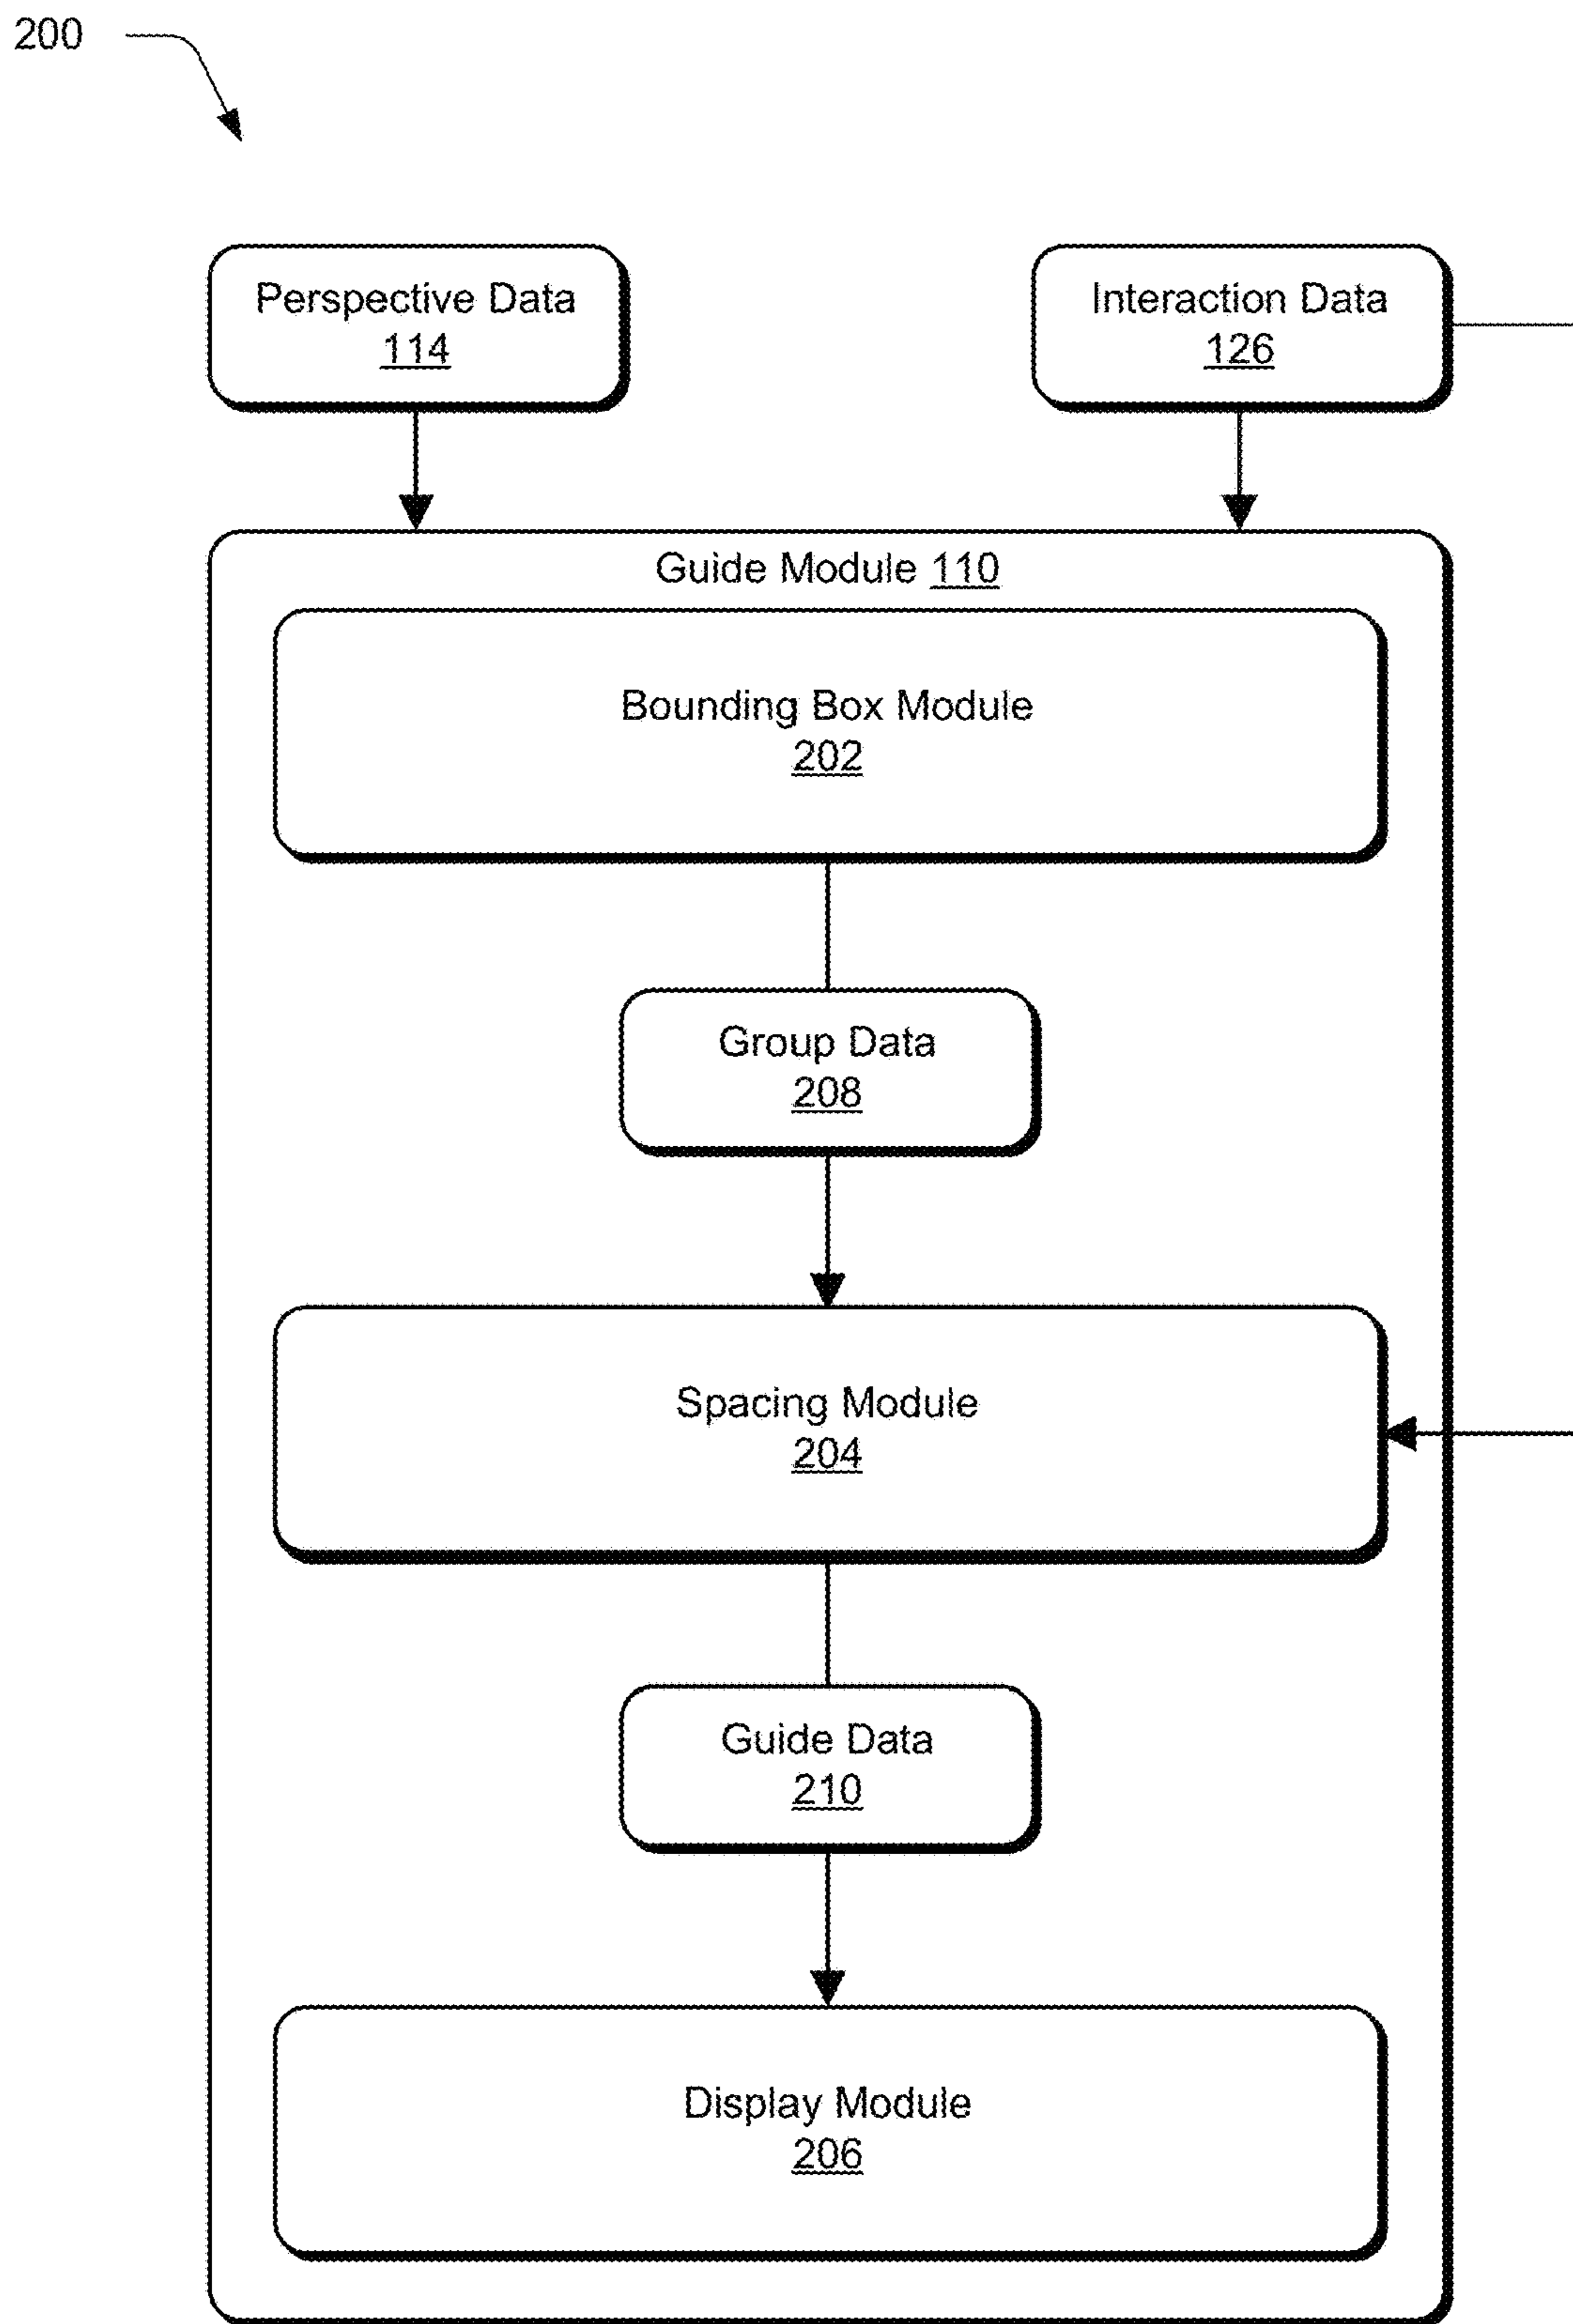 200
Perspective Data
114
Interaction Data
126
Guide Module 110
Bounding Box Module
202
Group Data
208
Spacing Module
204
Guide Data
210
Display Module
206